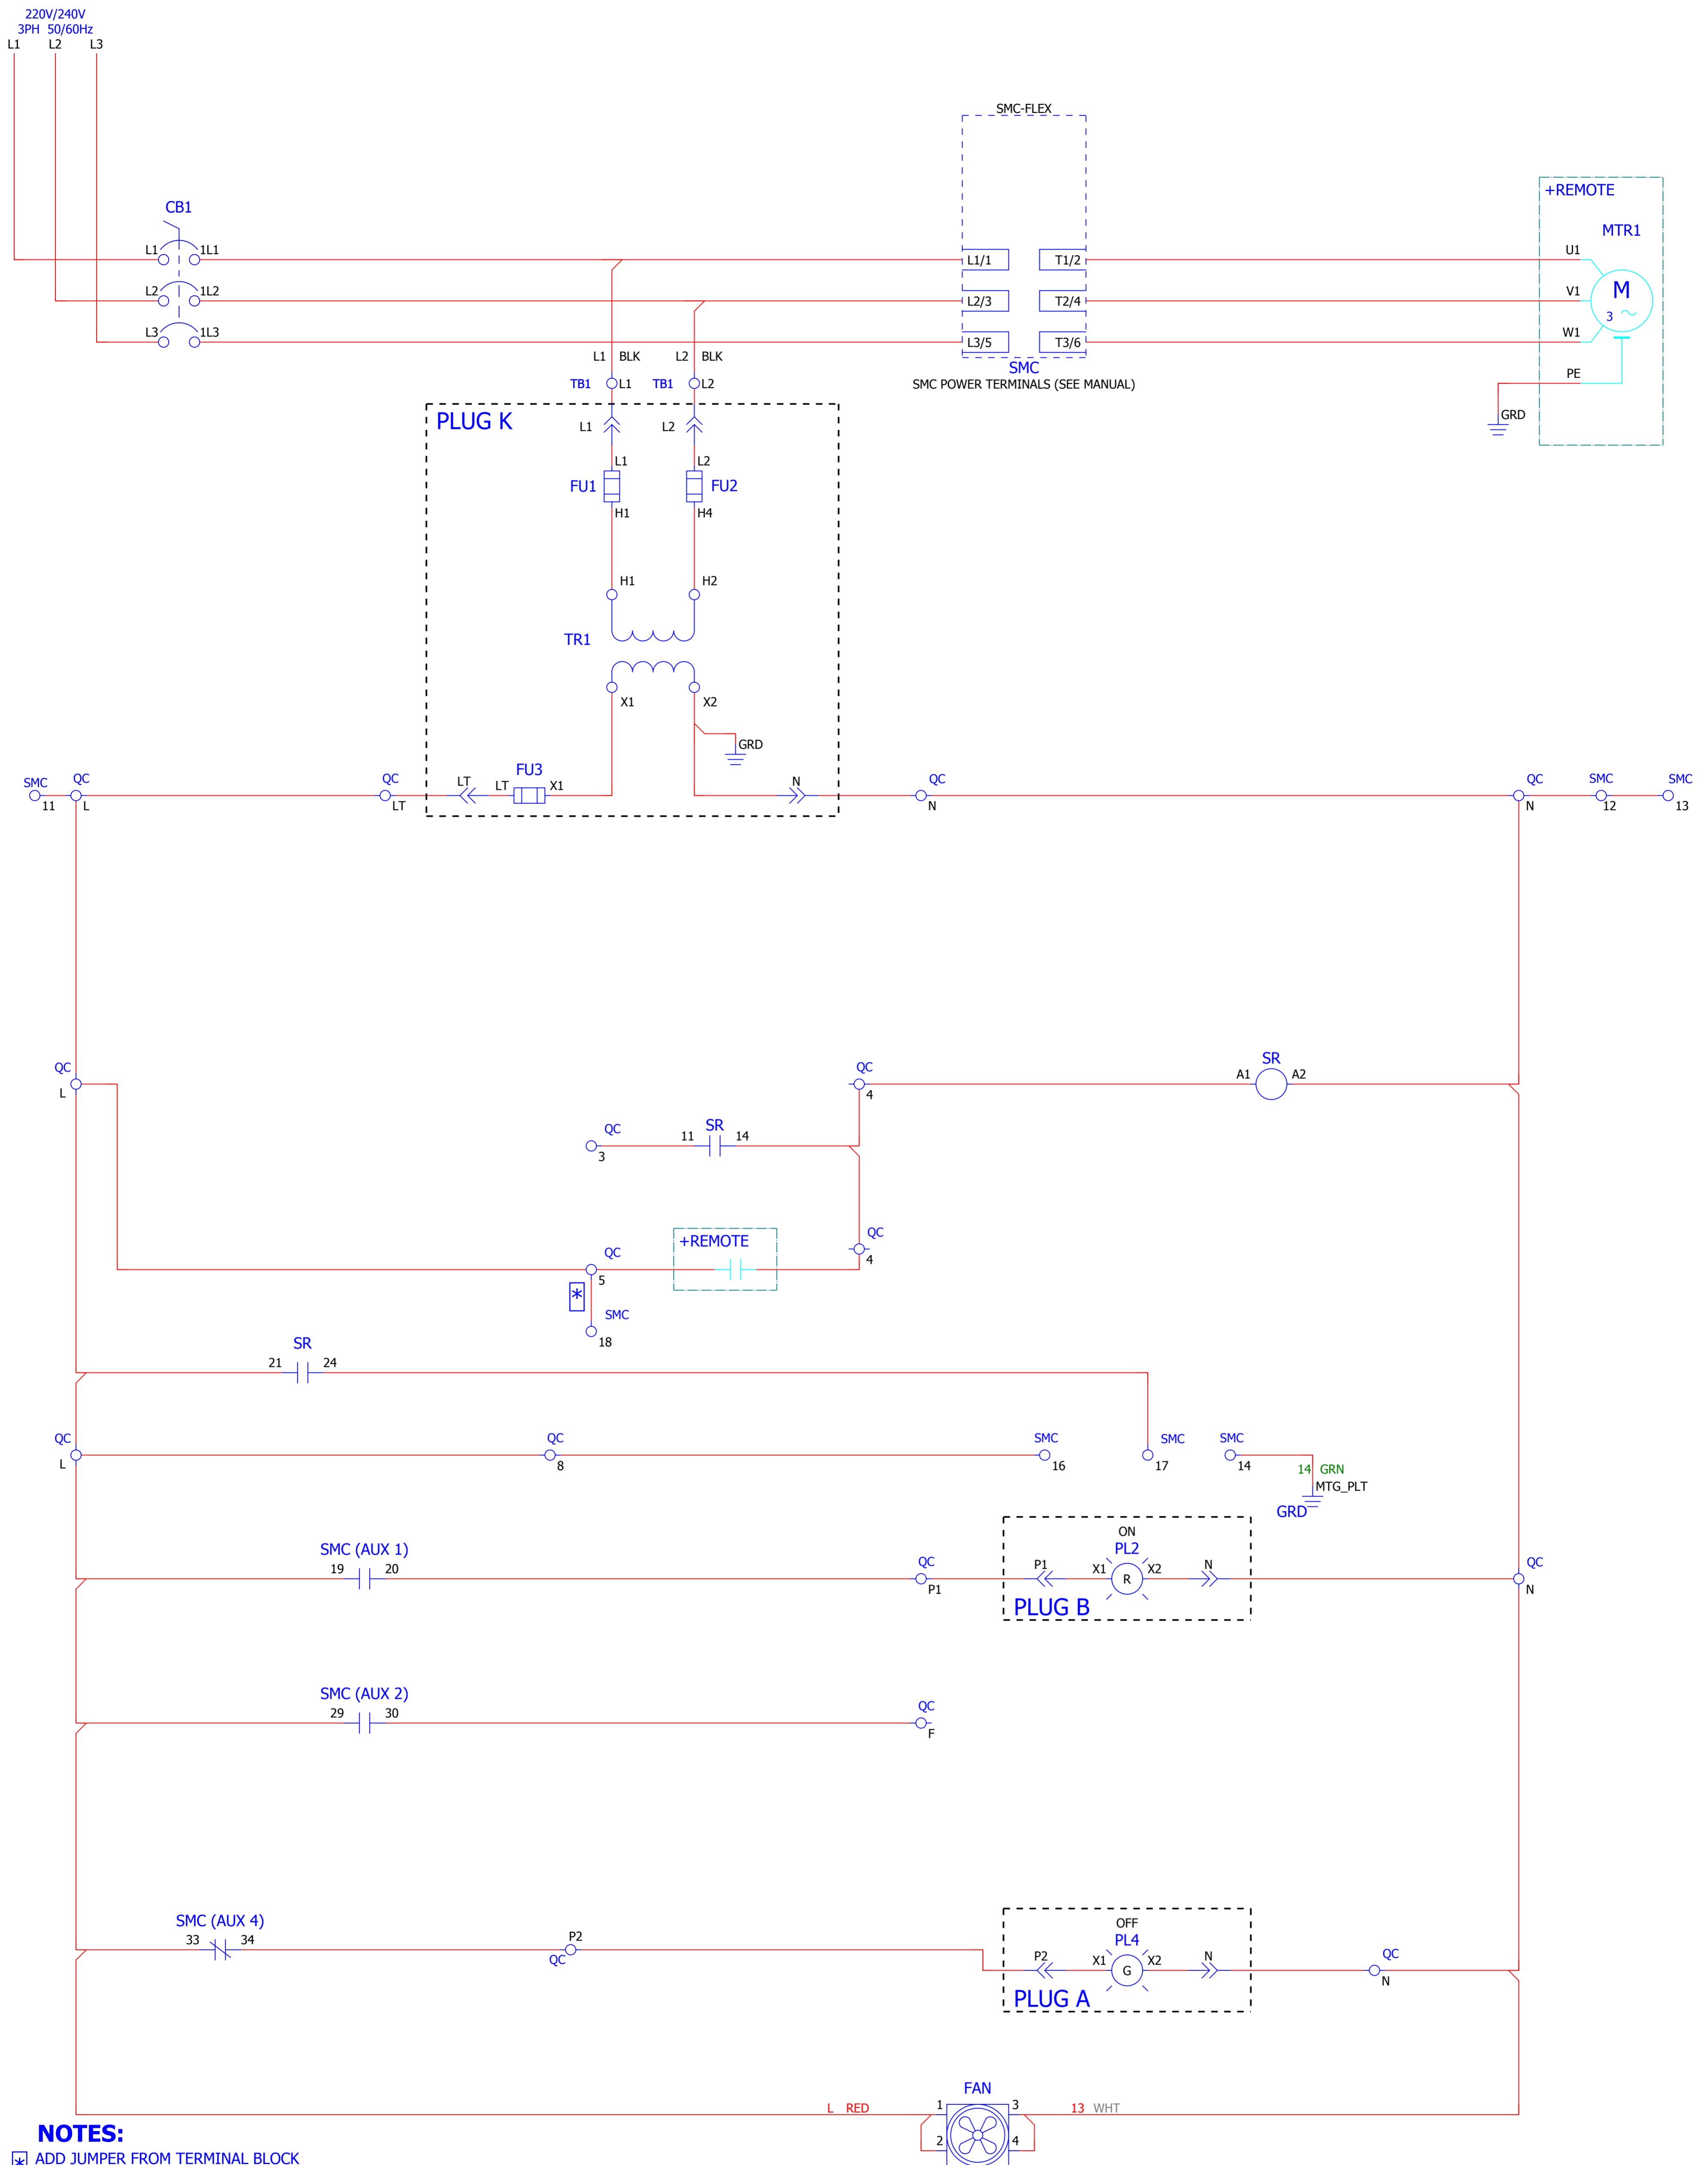 220V/240V
3PH 50/60Hz
L1 L2 L3
SMC-FLEX
+REMOTE
CB1
MTR1
L1 1L1 L1/1 T1/2 U1
L2 1L2 L2/3 T2/4 V1
M
3
L3 1L3 L3/5 T3/6 W1
L1 BLK L2 BLK
SMC
SMC POWER TERMINALS (SEE MANUAL)
PE
TB1 L1 TB1 L2
GRD
PLUG K
L1 L2
L1 L2
FU1 FU2
H1 H4
H1 H2
TR1
X1 X2
GRD
FU3
SMC QC QC LT LT X1 N QC QC SMC SMC
11 L LT N N 12 13
QC QC SR
L 4 A1 A2
SR
QC 11 14
3
QC
4
+REMOTE
QC
5
*
SMC
18
SR
21 24
QC QC SMC SMC SMC
L 8 16 17 14
14 GRN
MTG_PLT
GRD
ON
SMC (AUX 1) PL2
19 20 QC P1 X1 R X2 N QC
P1 N
PLUG B
SMC (AUX 2)
29 30 QC
F
OFF
SMC (AUX 4) PL4
33 34 P2
QC
P2 X1 G X2 N QC
N
PLUG A
FAN
L RED 1 3 13 WHT
2 4
NOTES:
* ADD JUMPER FROM TERMINAL BLOCK